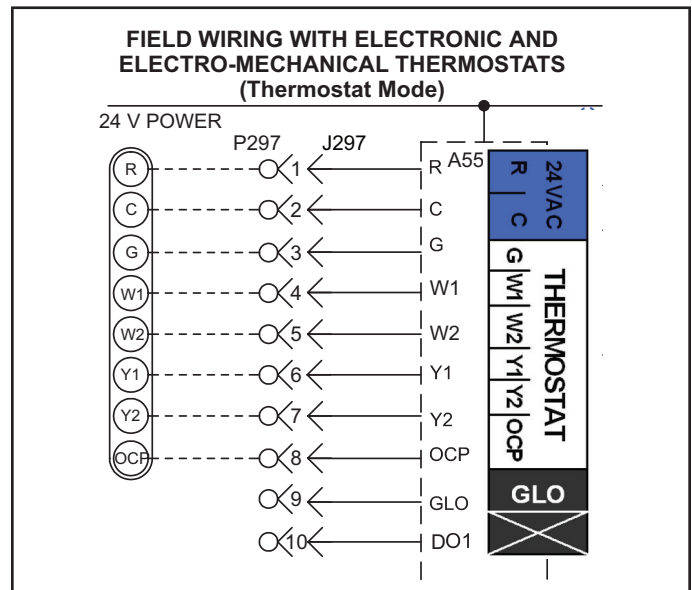 FIELD WIRING WITH ELECTRONIC AND
ELECTRO-MECHANICAL THERMOSTATS
(Thermostat Mode)
24 V POWER
P297 J297
A55
R 1 R
C 2 C
G 3 G
W1 4 W1
W2 5 W2
Y1 6 Y1
Y2 7 Y2
OCP 8 OCP
9 GLO
10 DO1
24VAC
R C
THERMOSTAT
G W1 W2 Y1 Y2 OCP
GLO